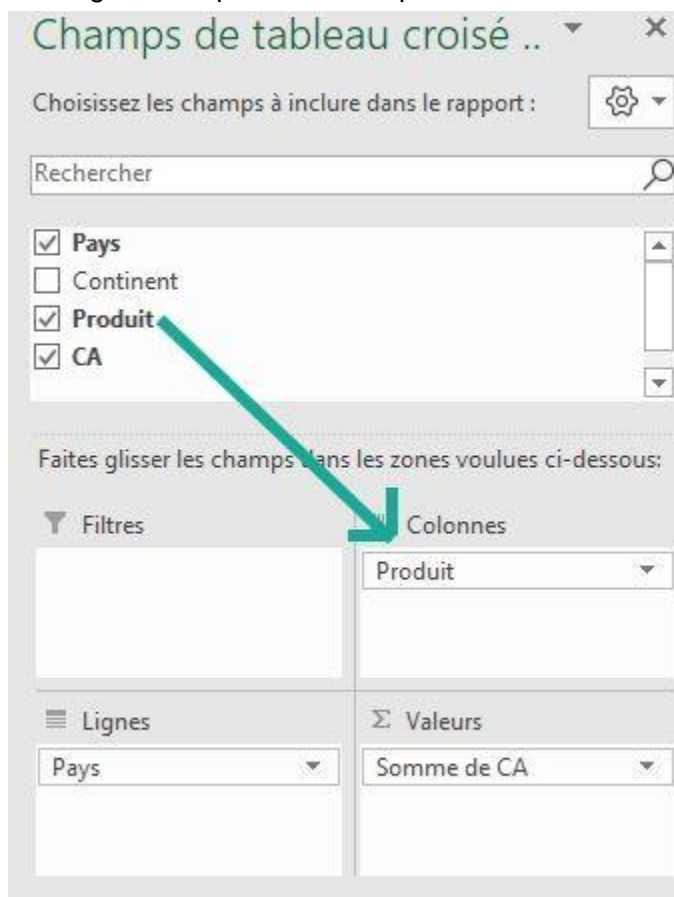 Champs de tableau croisé ..
Choisissez les champs à inclure dans le rapport :
Rechercher
Pays
Continent
Produit
CA
Faites glisser les champs dans les zones voulues ci-dessous:
Filtres
Colonnes
Produit
Lignes
Σ Valeurs
Pays
Somme de CA